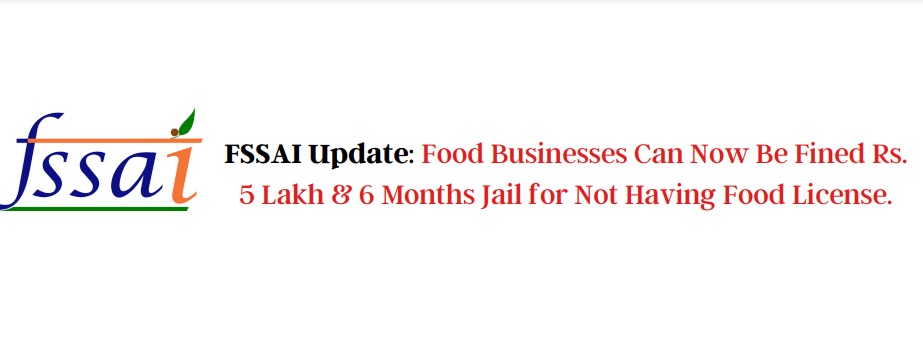 fssai
FSSAI Update: Food Businesses Can Now Be Fined Rs.
5 Lakh & 6 Months Jail for Not Having Food License.